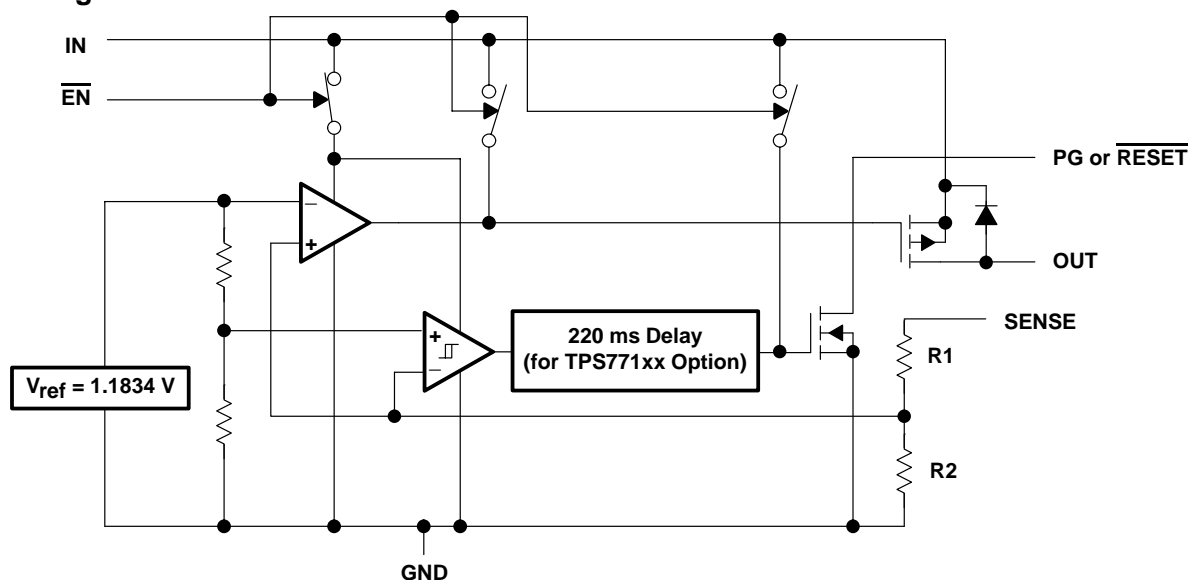 IN
EN
PG or RESET
OUT
SENSE
220 ms Delay
(for TPS771xx Option)
R1
Vref = 1.1834 V
R2
GND
+
−
+
−